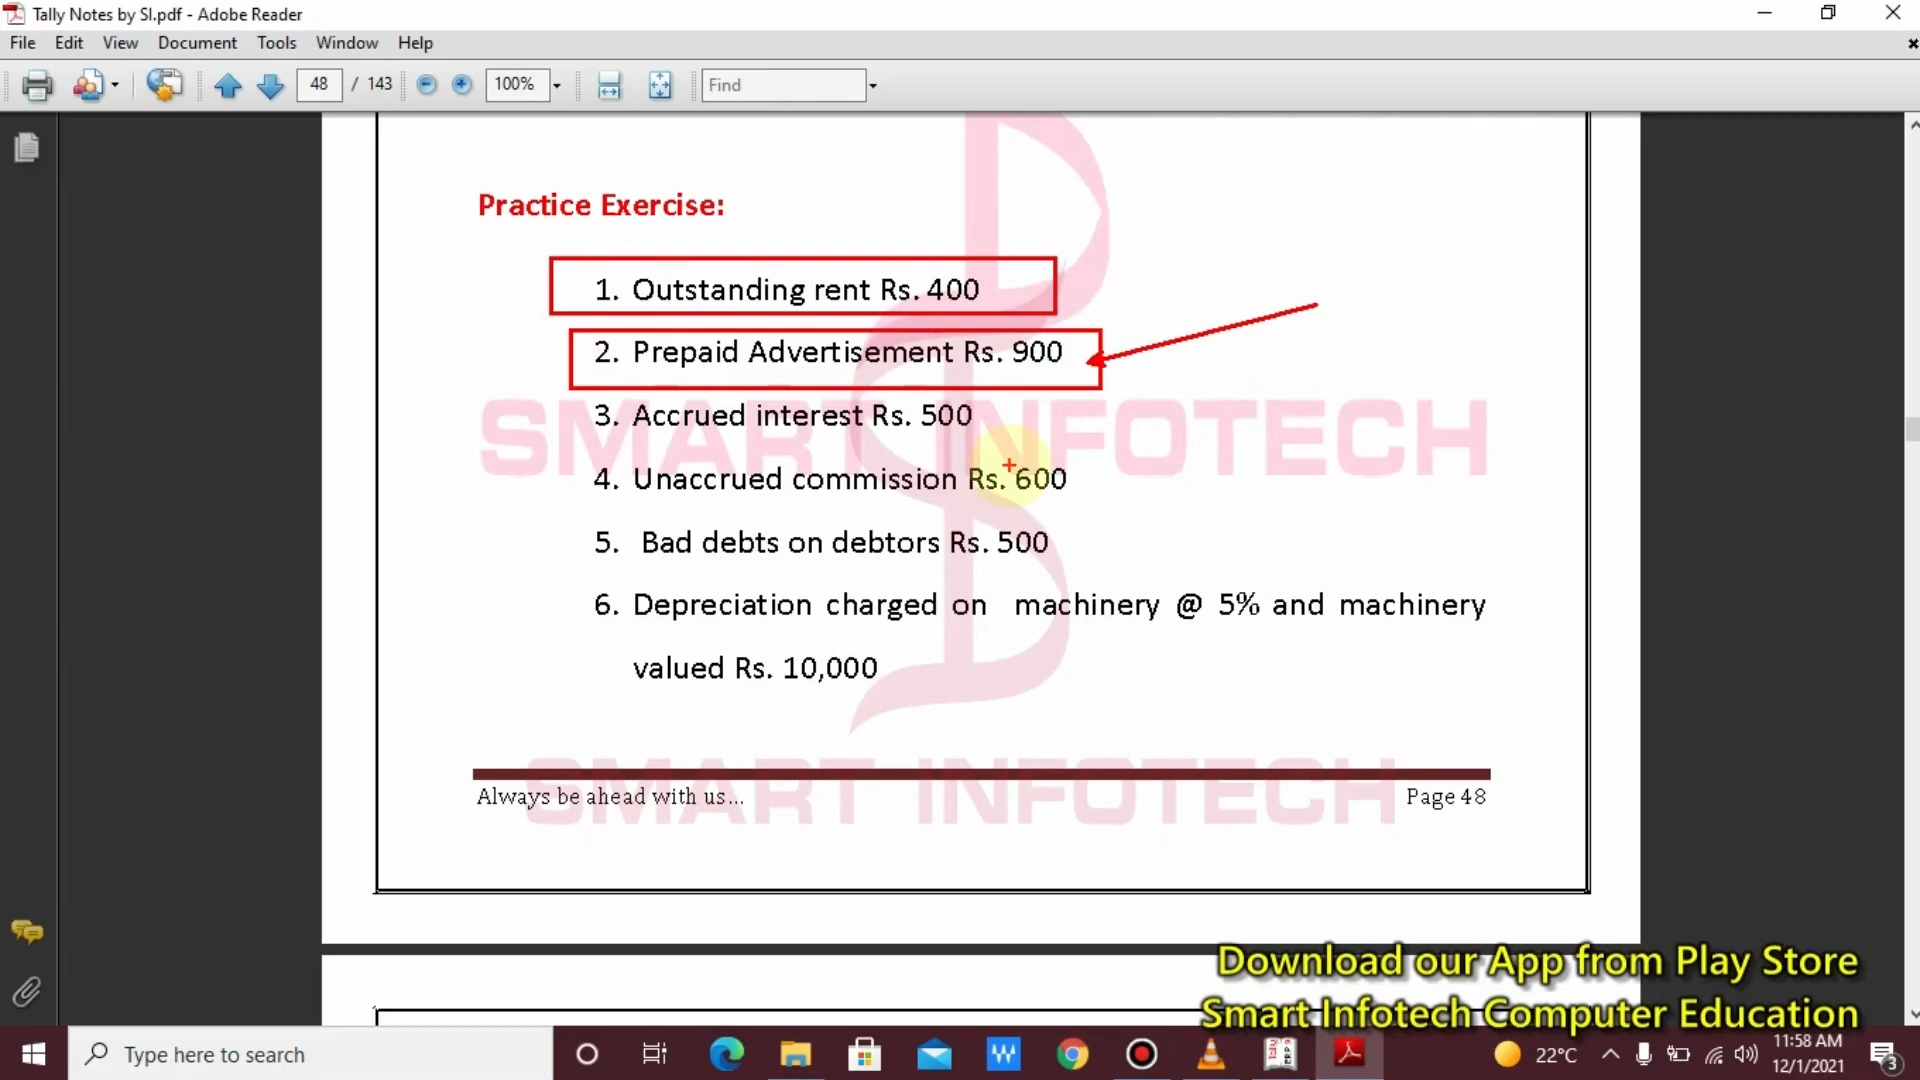 Tally Notes by SI.pdf - Adobe Reader
File Edit View Document Tools Window Help
48 / 143 100% Find
Practice Exercise:
1. Outstanding rent Rs. 400
2. Prepaid Advertisement Rs. 900
3. Accrued interest Rs. 500
4. Unaccrued commission Rs. 600
5. Bad debts on debtors Rs. 500
6. Depreciation charged on machinery @ 5% and machinery
valued Rs. 10,000
SMART INFOTECH
SMART INFOTECH
Always be ahead with us... Page 48
Download our App from Play Store
Smart Infotech Computer Education
Type here to search
22°C
11:58 AM
12/1/2021
3